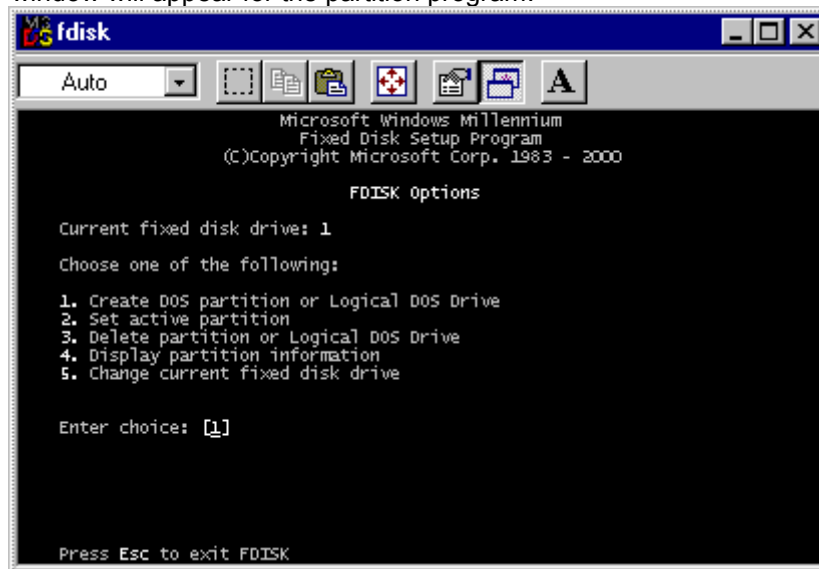 window will appear for the partition program.
fdisk
Auto
A
Microsoft Windows Millennium
Fixed Disk Setup Program
(C)Copyright Microsoft Corp. 1983 - 2000
FDISK Options
Current fixed disk drive: 1
Choose one of the following:
1. Create DOS partition or Logical DOS Drive
2. Set active partition
3. Delete partition or Logical DOS Drive
4. Display partition information
5. Change current fixed disk drive
Enter choice: [1]
Press Esc to exit FDISK